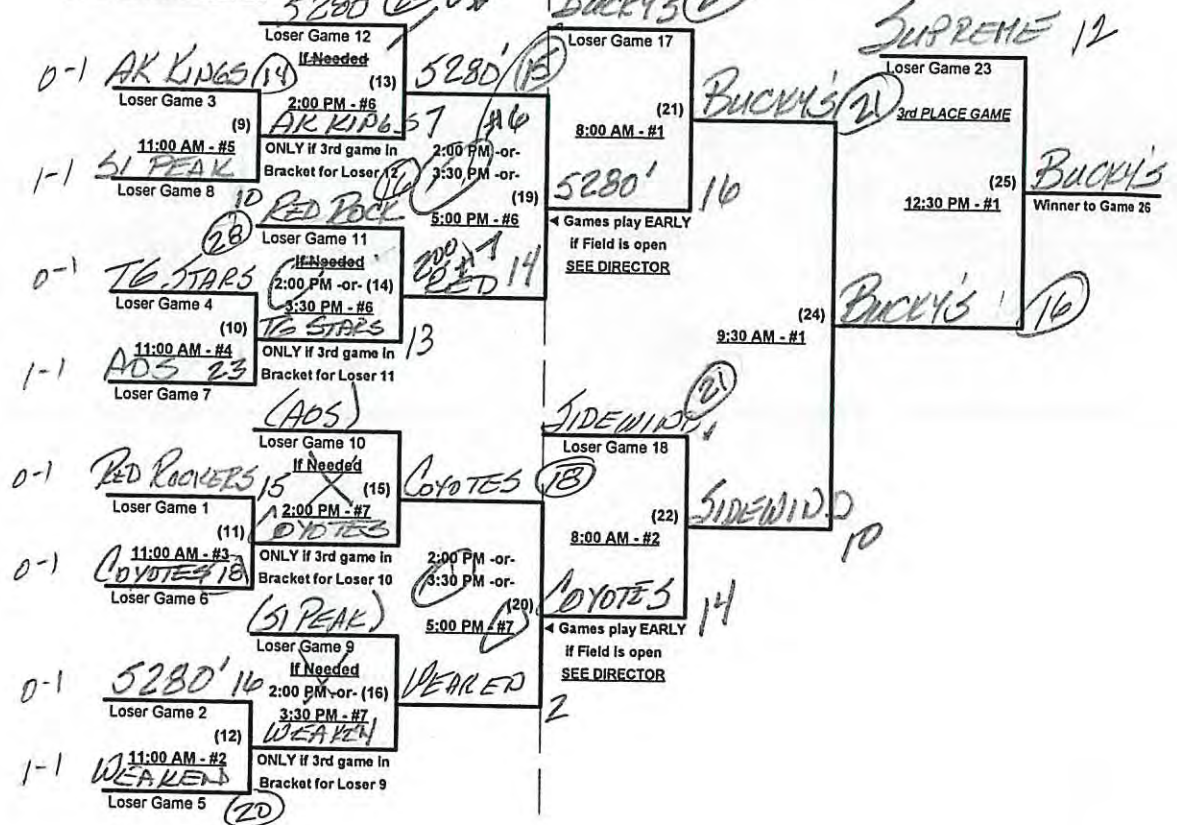 5280'
Loser Game 12
If Needed
(13)
2:00 PM - #6
AK KINGS 7
ONLY if 3rd game in
Bracket for Loser 12
0-1 AK KINGS 14
Loser Game 3
(9)
11:00 AM - #5
1-1 51 PEAK 10
Loser Game 8
RED ROCK
Loser Game 11
If Needed
2:00 PM -or- (14)
3:30 PM - #6
TG STARS 13
ONLY if 3rd game in
Bracket for Loser 11
0-1 TG STARS 28
Loser Game 4
(10)
11:00 AM - #4
1-1 AOS 23
Loser Game 7
(AOS)
Loser Game 10
If Needed
(15)
2:00 PM - #7
COYOTES
ONLY if 3rd game in
Bracket for Loser 10
0-1 RED ROCKERS 15
Loser Game 1
(11)
11:00 AM - #3
0-1 COYOTES 18
Loser Game 6
(51 PEAK)
Loser Game 9
If Needed
2:00 PM -or- (16)
3:30 PM - #7
WEAKEN
ONLY if 3rd game in
Bracket for Loser 9
0-1 5280' 16
Loser Game 2
(12)
11:00 AM - #2
1-1 WEAKEND
Loser Game 5 20
5280' 15
#6
2:00 PM -or-
3:30 PM -or-
(19)
5:00 PM - #6
RED 14
COYOTES 18
2:00 PM -or-
3:30 PM -or-
(20)
5:00 PM - #7
2
BUCKY'S
Loser Game 17
(21)
8:00 AM - #1
5280' 16
◄ Games play EARLY
if Field is open
SEE DIRECTOR
SIDEWIND. 21
Loser Game 18
(22)
8:00 AM - #2
COYOTES 14
◄ Games play EARLY
if Field is open
SEE DIRECTOR
BUCKY'S 21
(24)
9:30 AM - #1
SIDEWIND 10
SUPREME 12
Loser Game 23
3rd PLACE GAME
(25)
12:30 PM - #1
BUCKY'S 16
BUCKY'S
Winner to Game 26